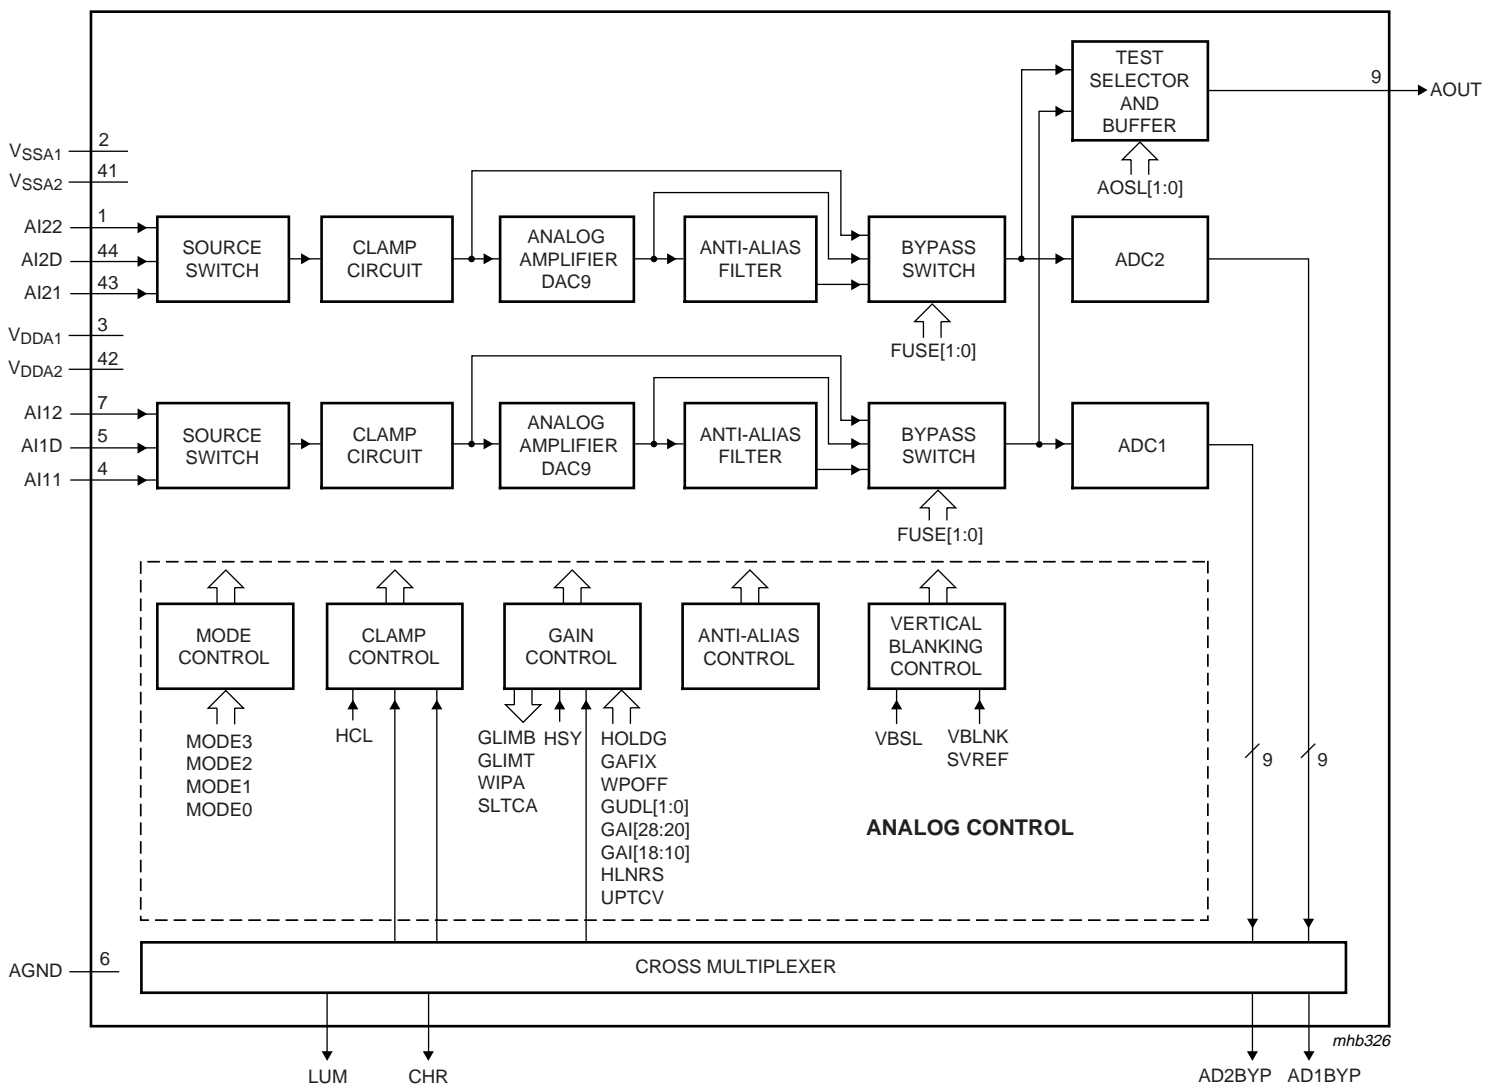 TEST
SELECTOR
AND
BUFFER
9
AOUT
AOSL[1:0]
VSSA1
2
VSSA2
41
AI22
1
AI2D
44
AI21
43
SOURCE
SWITCH
CLAMP
CIRCUIT
ANALOG
AMPLIFIER
DAC9
ANTI-ALIAS
FILTER
BYPASS
SWITCH
ADC2
FUSE[1:0]
VDDA1
3
VDDA2
42
AI12
7
AI1D
5
AI11
4
SOURCE
SWITCH
CLAMP
CIRCUIT
ANALOG
AMPLIFIER
DAC9
ANTI-ALIAS
FILTER
BYPASS
SWITCH
ADC1
FUSE[1:0]
MODE
CONTROL
CLAMP
CONTROL
GAIN
CONTROL
ANTI-ALIAS
CONTROL
VERTICAL
BLANKING
CONTROL
MODE3
MODE2
MODE1
MODE0
HCL
GLIMB
GLIMT
WIPA
SLTCA
HSY
HOLDG
GAFIX
WPOFF
GUDL[1:0]
GAI[28:20]
GAI[18:10]
HLNRS
UPTCV
VBSL
VBLNK
SVREF
9
9
ANALOG CONTROL
AGND
6
CROSS MULTIPLEXER
mhb326
LUM
CHR
AD2BYP
AD1BYP